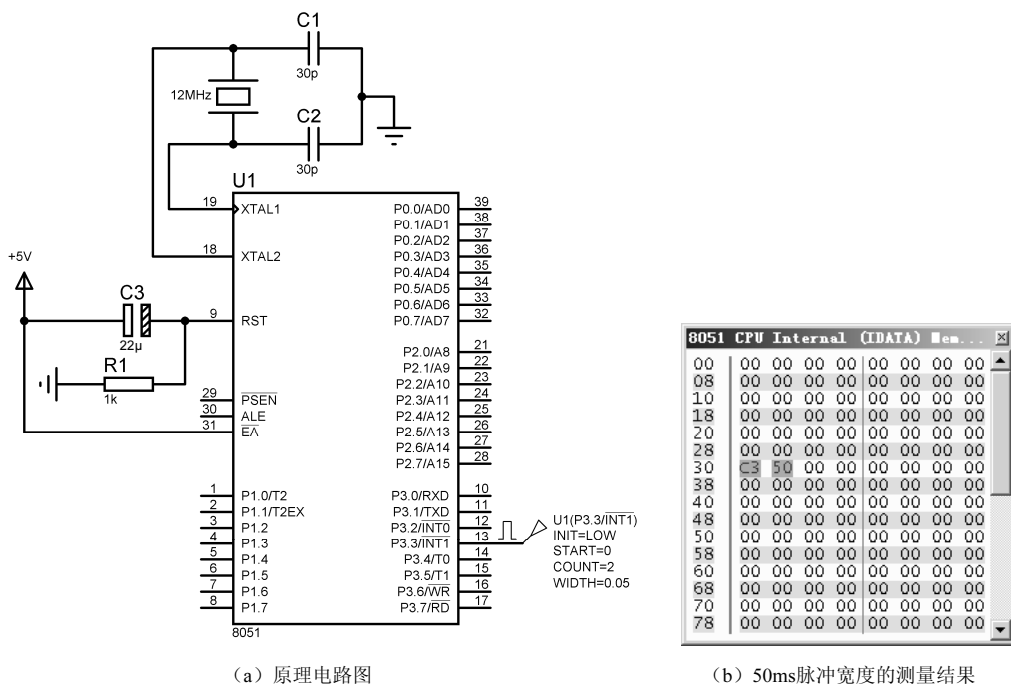 C1
30p
12MHz
C2
30p
U1
19 XTAL1
18 XTAL2
+5V
C3
22μ
9 RST
R1
1k
29 PSEN
30 ALE
31 EA
1 P1.0/T2
2 P1.1/T2EX
3 P1.2
4 P1.3
5 P1.4
6 P1.5
7 P1.6
8 P1.7
P0.0/AD0 39
P0.1/AD1 38
P0.2/AD2 37
P0.3/AD3 36
P0.4/AD4 35
P0.5/AD5 34
P0.6/AD6 33
P0.7/AD7 32
P2.0/A8 21
P2.1/A9 22
P2.2/A10 23
P2.3/A11 24
P2.4/A12 25
P2.5/A13 26
P2.6/A14 27
P2.7/A15 28
P3.0/RXD 10
P3.1/TXD 11
P3.2/INT0 12
P3.3/INT1 13
P3.4/T0 14
P3.5/T1 15
P3.6/WR 16
P3.7/RD 17
8051
U1(P3.3/INT1)
INIT=LOW
START=0
COUNT=2
WIDTH=0.05
(a) 原理电路图
8051 CPU Internal (IDATA) Mem...
00 00 00 00 00 00 00 00 00
08 00 00 00 00 00 00 00 00
10 00 00 00 00 00 00 00 00
18 00 00 00 00 00 00 00 00
20 00 00 00 00 00 00 00 00
28 00 00 00 00 00 00 00 00
30 C3 50 00 00 00 00 00 00
38 00 00 00 00 00 00 00 00
40 00 00 00 00 00 00 00 00
48 00 00 00 00 00 00 00 00
50 00 00 00 00 00 00 00 00
58 00 00 00 00 00 00 00 00
60 00 00 00 00 00 00 00 00
68 00 00 00 00 00 00 00 00
70 00 00 00 00 00 00 00 00
78 00 00 00 00 00 00 00 00
(b) 50ms脉冲宽度的测量结果